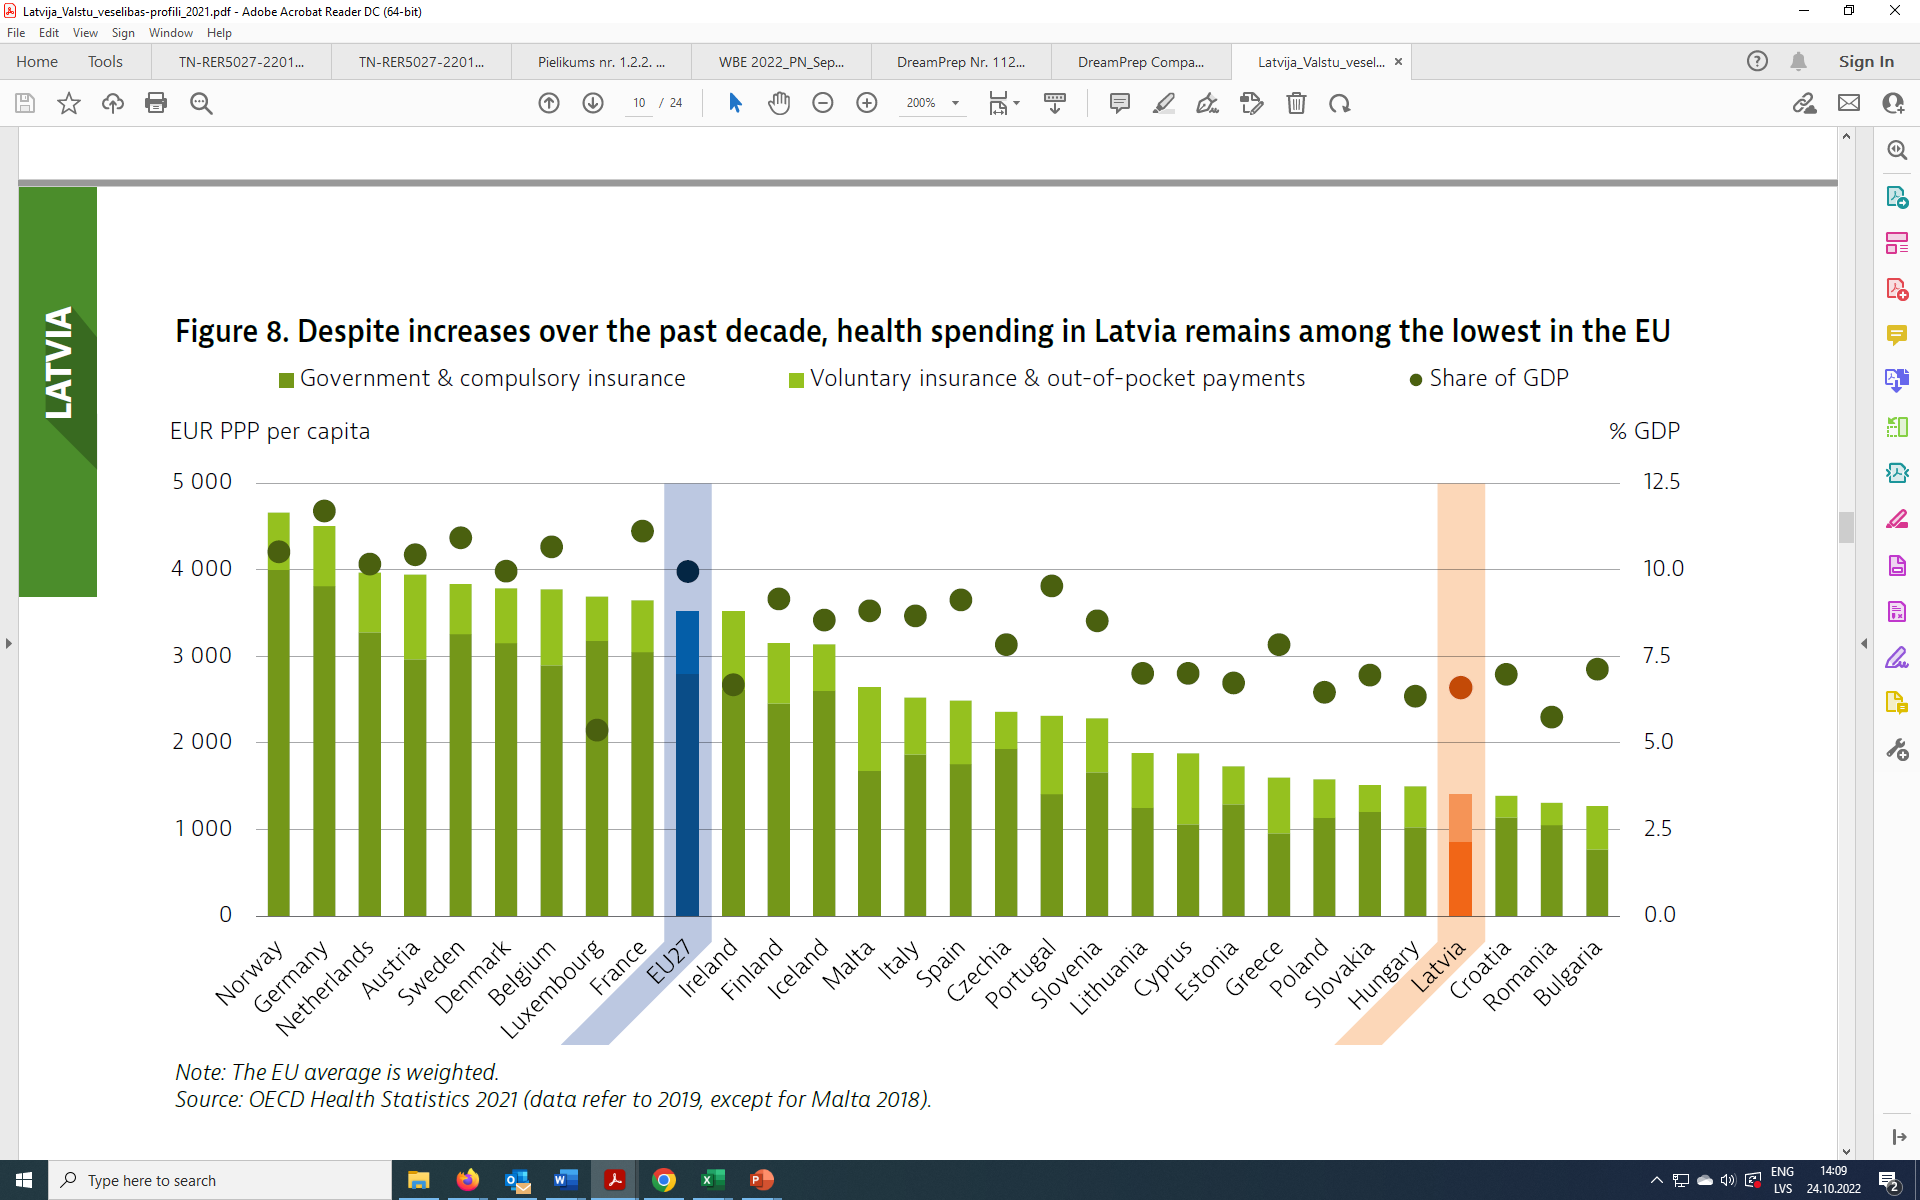 Latvija_Valstu_veselibas-profili_2021.pdf - Adobe Acrobat Reader DC (64-bit)
File Edit View Sign Window Help
Home Tools TN-RER5027-2201... TN-RER5027-2201... Pielikums nr. 1.2.2. ... WBE 2022_PN_Sep... DreamPrep Nr. 112... DreamPrep Compa... Latvija_Valstu_vesel... × Sign In
10 / 24 200%
LATVIA
Figure 8. Despite increases over the past decade, health spending in Latvia remains among the lowest in the EU
Government & compulsory insurance Voluntary insurance & out-of-pocket payments Share of GDP
EUR PPP per capita % GDP
5 000 12.5
4 000 10.0
3 000 7.5
2 000 5.0
1 000 2.5
0 0.0
Norway
Germany
Netherlands
Austria
Sweden
Denmark
Belgium
Luxembourg
France
EU27
Ireland
Finland
Iceland
Malta
Italy
Spain
Czechia
Portugal
Slovenia
Lithuania
Cyprus
Estonia
Greece
Poland
Slovakia
Hungary
Latvia
Croatia
Romania
Bulgaria
Note: The EU average is weighted.
Source: OECD Health Statistics 2021 (data refer to 2019, except for Malta 2018).
Type here to search
ENG 14:09
LVS 24.10.2022
2